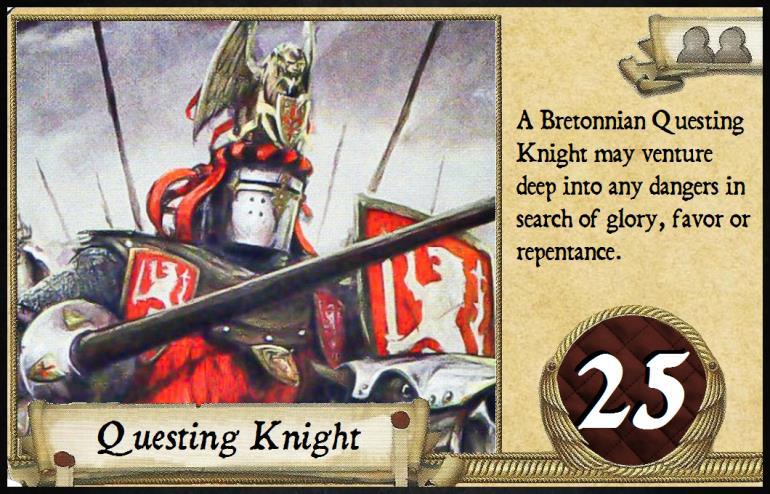 A Bretonnian Questing
Knight may venture
deep into any dangers in
search of glory, favor or
repentance.
25
Questing Knight